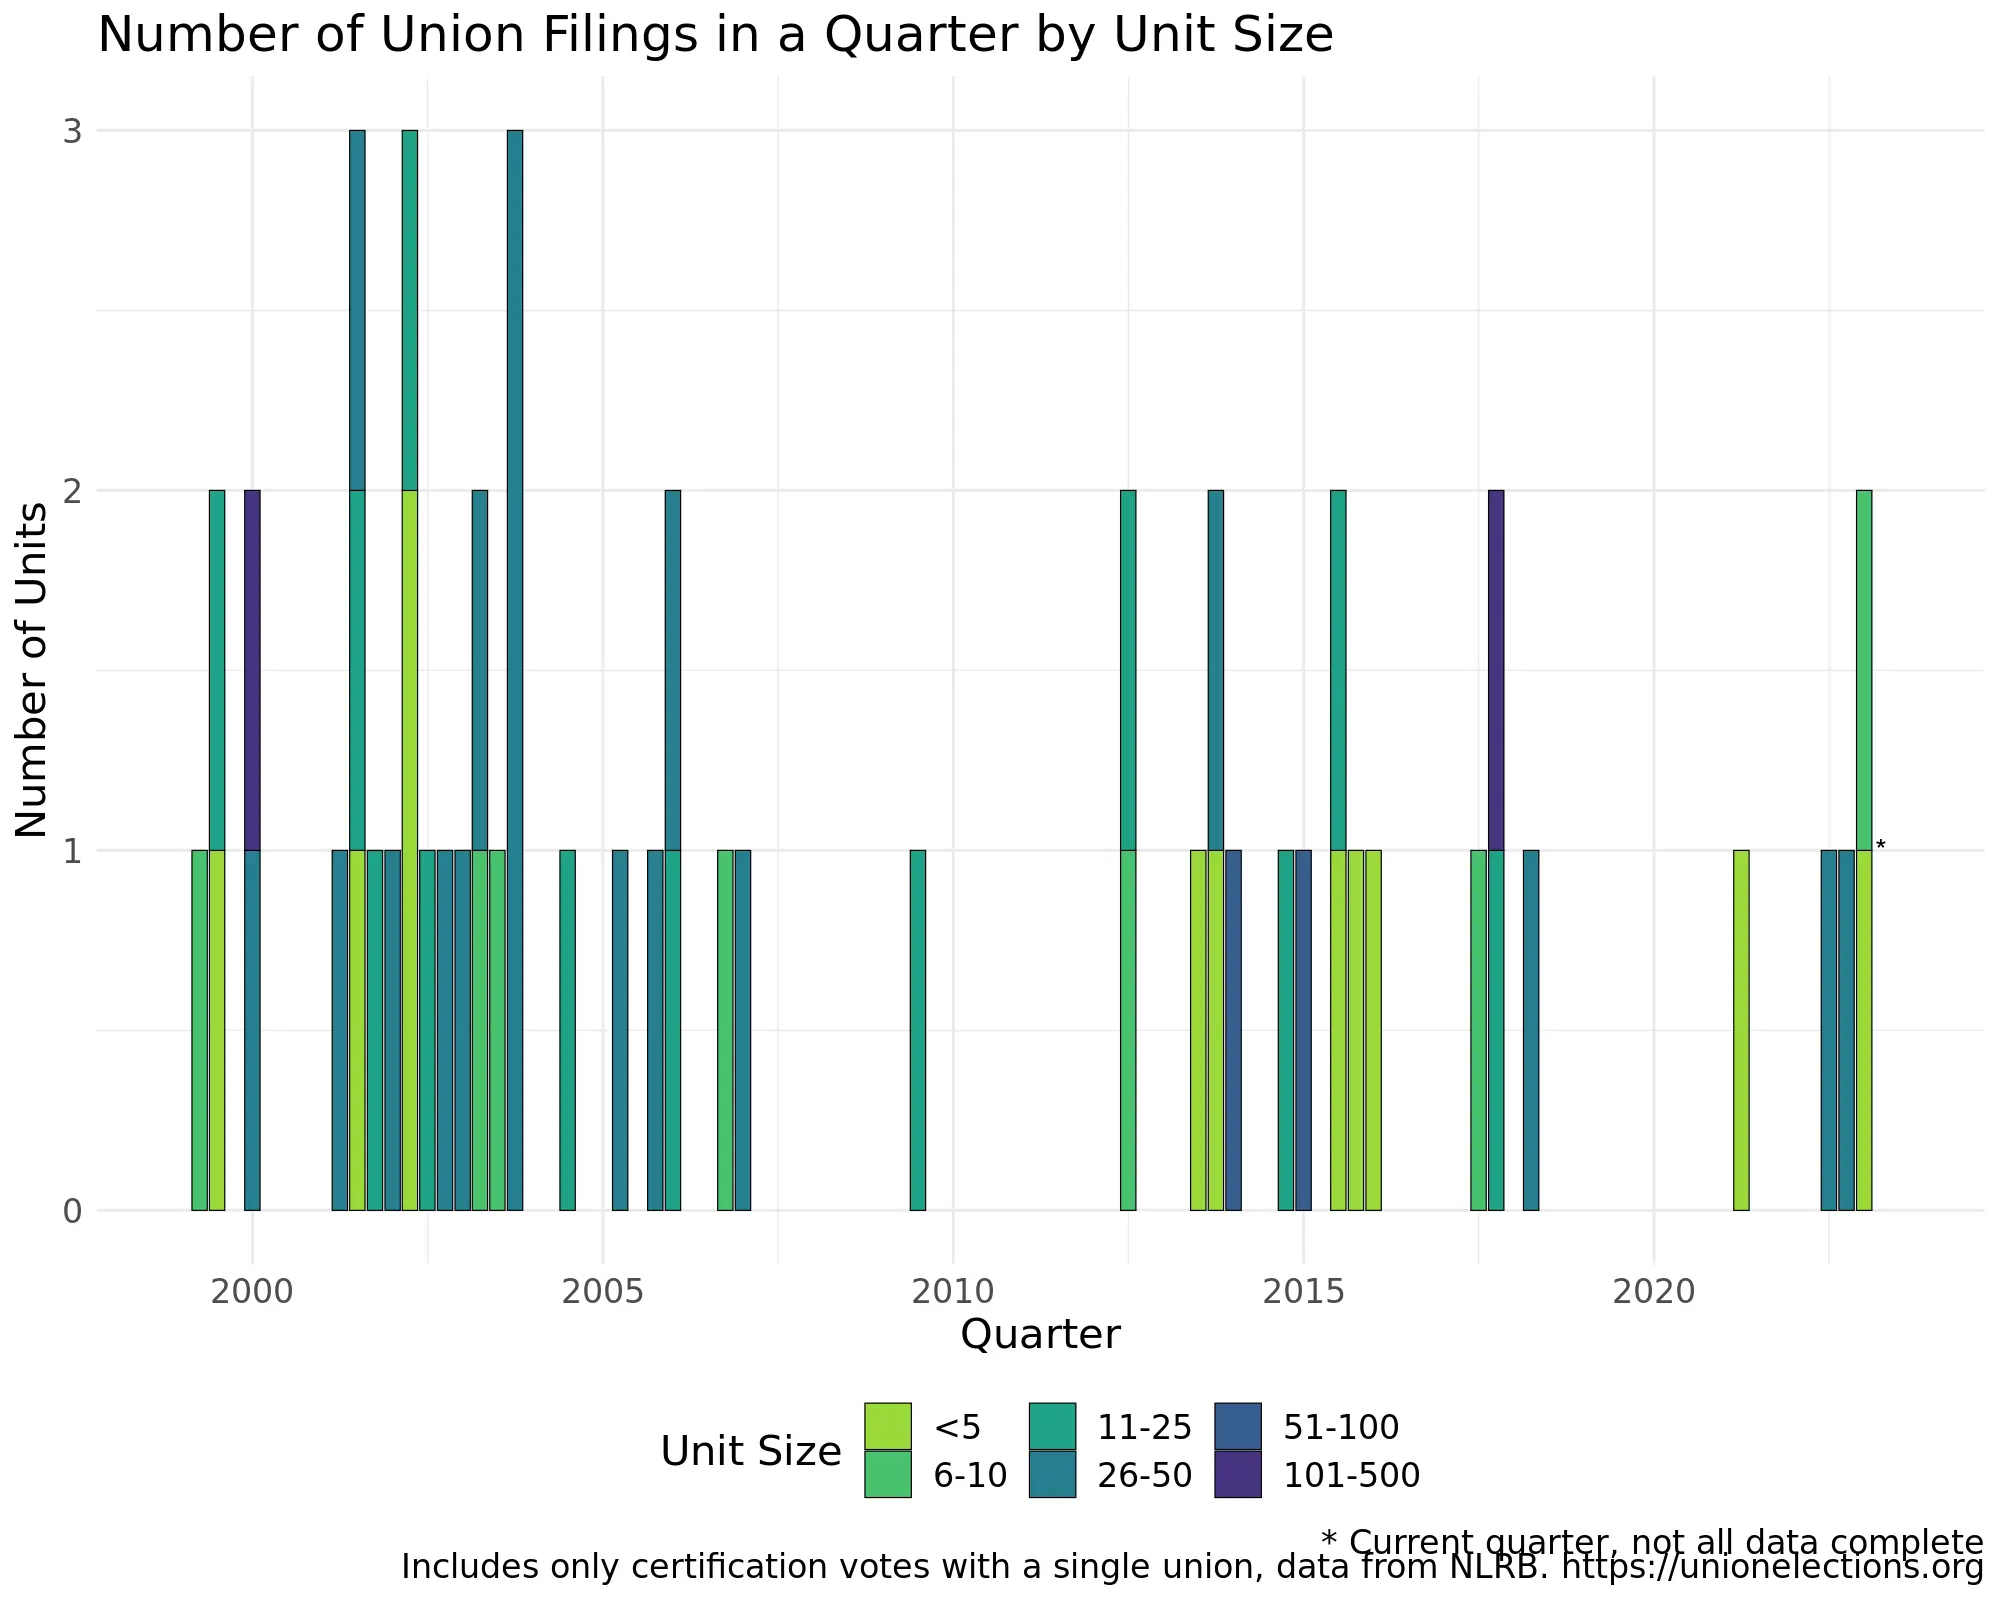 Number of Union Filings in a Quarter by Unit Size
Number of Units
3
2
1
0
*
2000 2005 2010 2015 2020
Quarter
Unit Size
<5 11-25 51-100
6-10 26-50 101-500
* Current quarter, not all data complete
Includes only certification votes with a single union, data from NLRB. https://unionelections.org